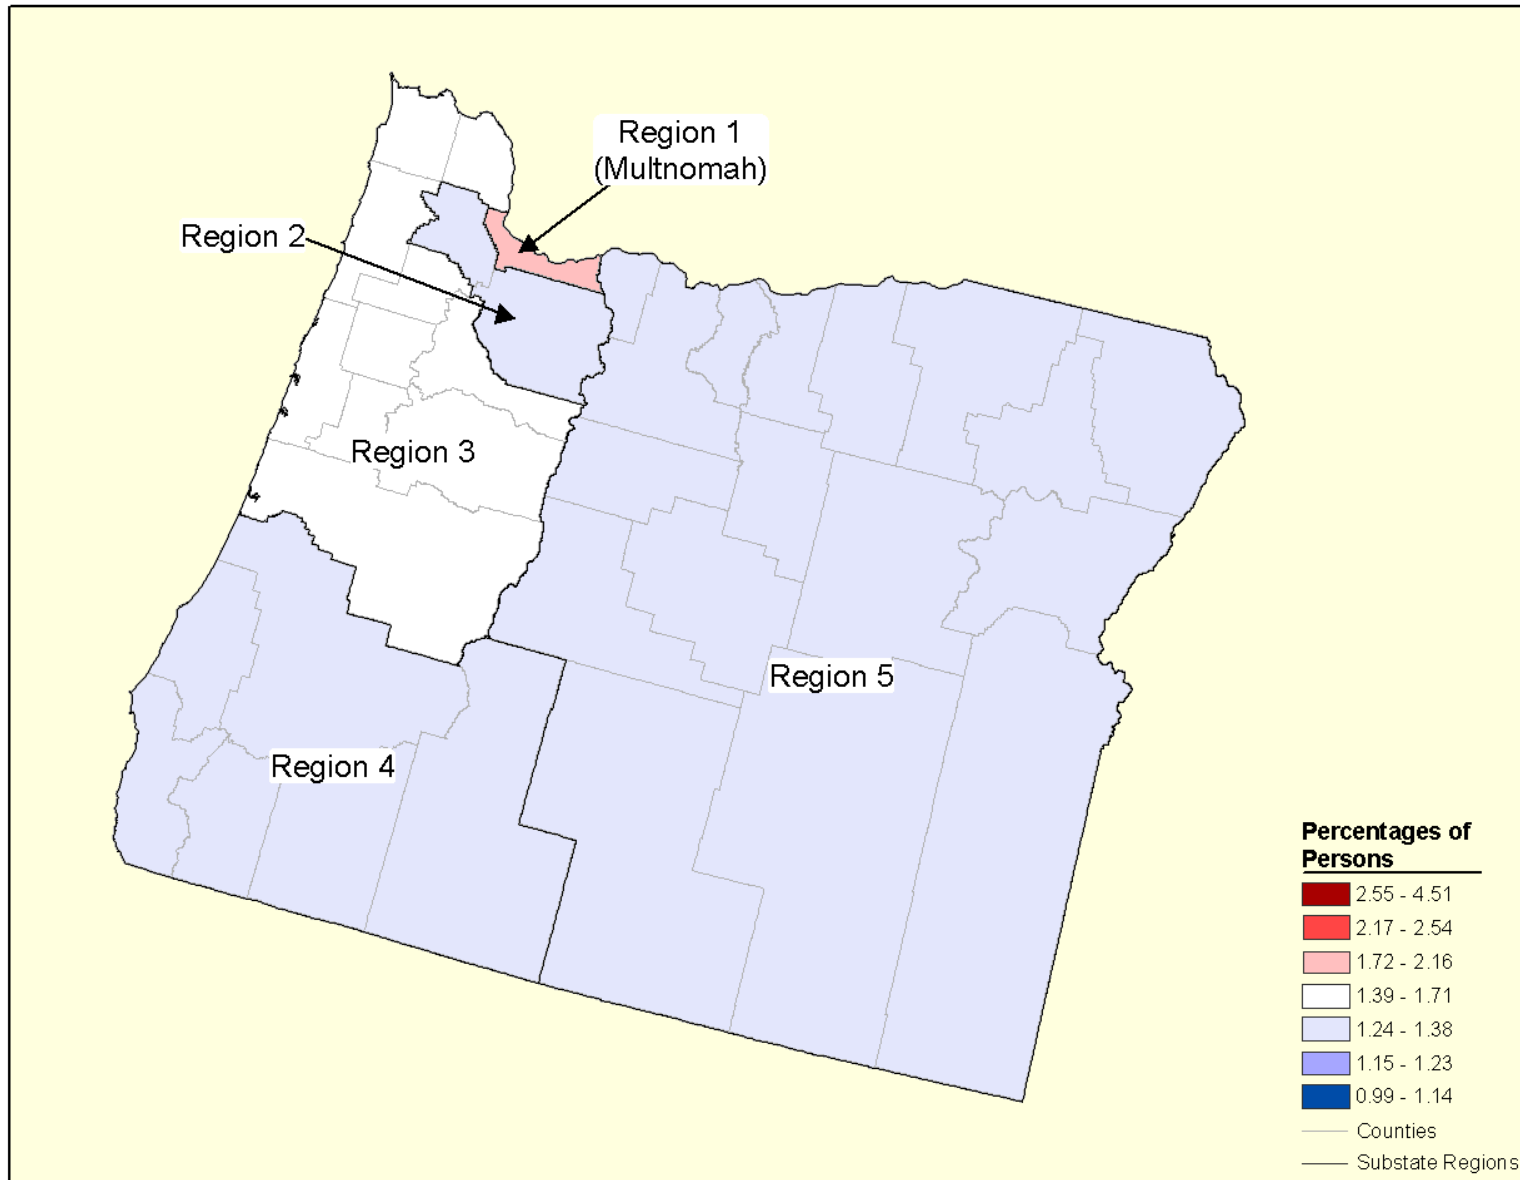 Region 1
(Multnomah)
Region 2
Region 3
Region 5
Region 4
Percentages of
Persons
2.55 - 4.51
2.17 - 2.54
1.72 - 2.16
1.39 - 1.71
1.24 - 1.38
1.15 - 1.23
0.99 - 1.14
Counties
Substate Regions